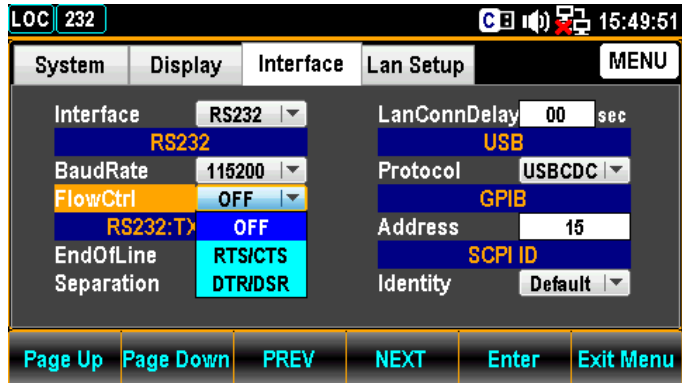 LOC 232 C 15:49:51
System Display Interface Lan Setup MENU
Interface RS232
RS232
BaudRate 115200
FlowCtrl OFF
RS232:TX
OFF
RTS/CTS
DTR/DSR
EndOfLine
Separation
LanConnDelay 00 sec
USB
Protocol USBCDC
GPIB
Address 15
SCPI ID
Identity Default
Page Up Page Down PREV NEXT Enter Exit Menu